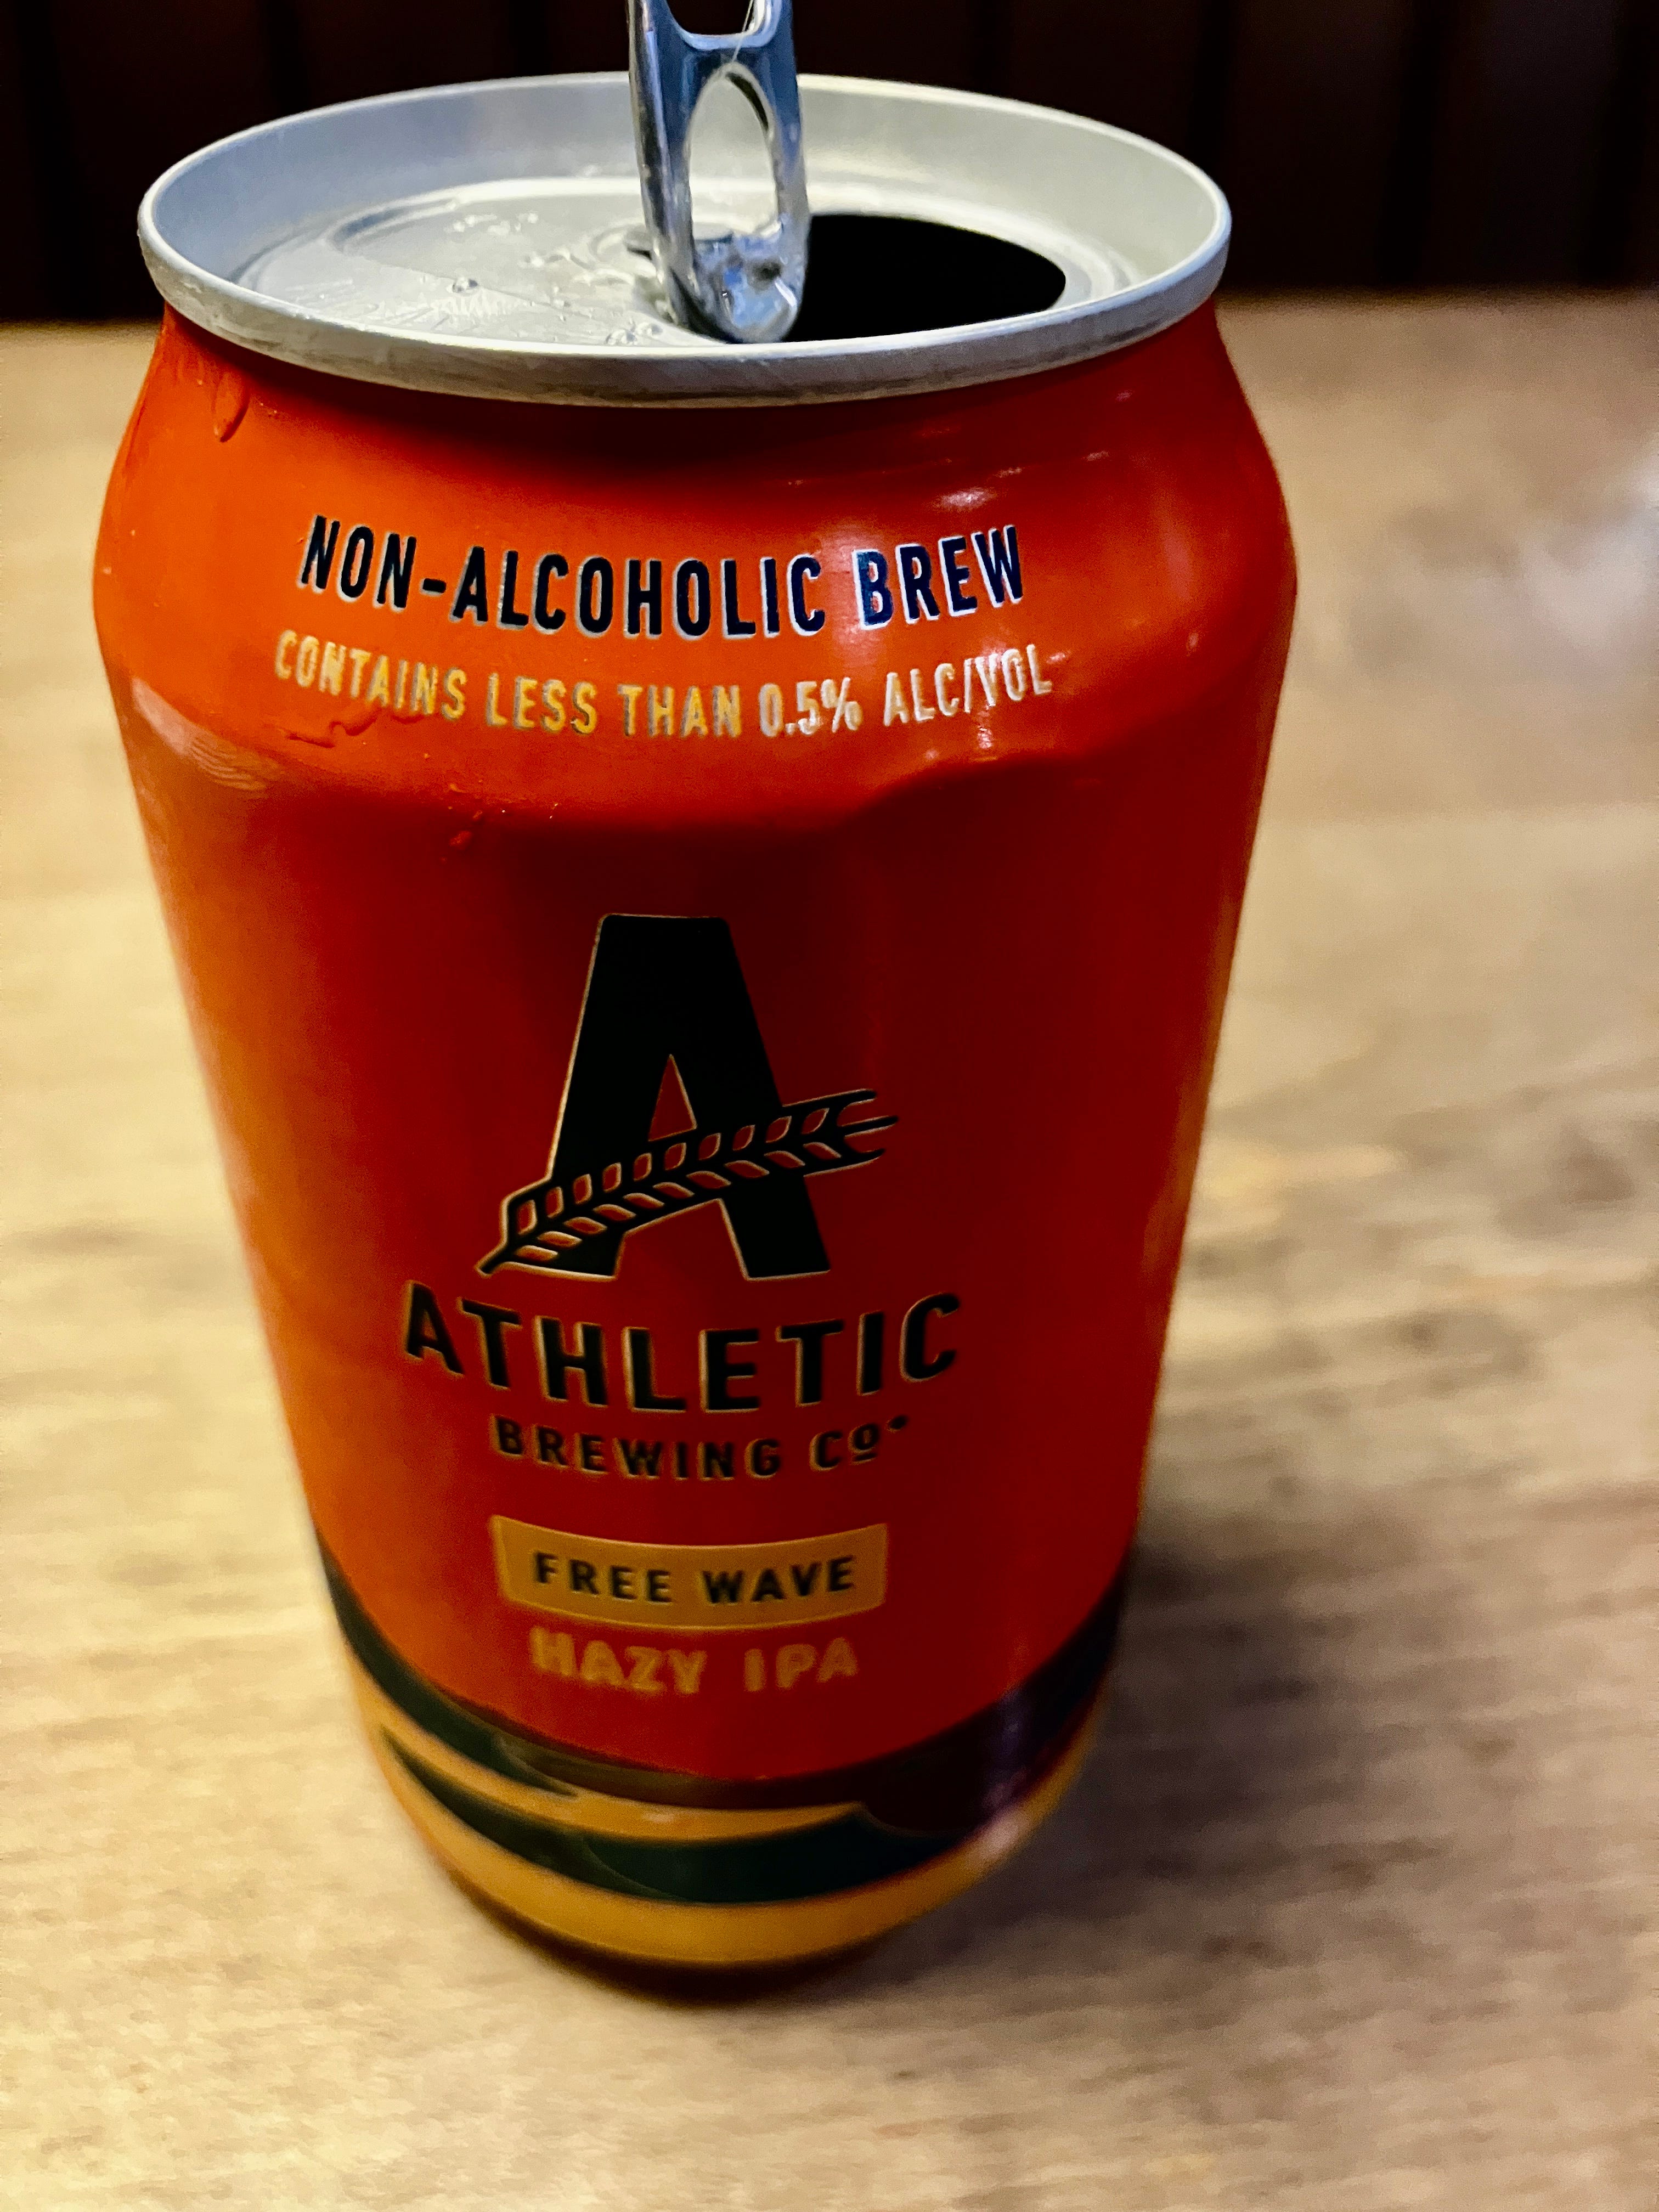 NON-ALCOHOLIC BREW
CONTAINS LESS THAN 0.5% ALC/VOL
A
ATHLETIC
BREWING Cº
FREE WAVE
HAZY IPA